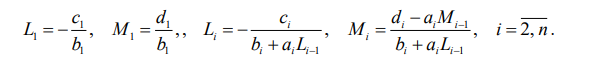 L₁ = −c₁/b₁, M₁ = d₁/b₁,, Lᵢ = −cᵢ/(bᵢ + aᵢLᵢ₋₁), Mᵢ = (dᵢ − aᵢMᵢ₋₁)/(bᵢ + aᵢLᵢ₋₁), i = \overline{2, n}.